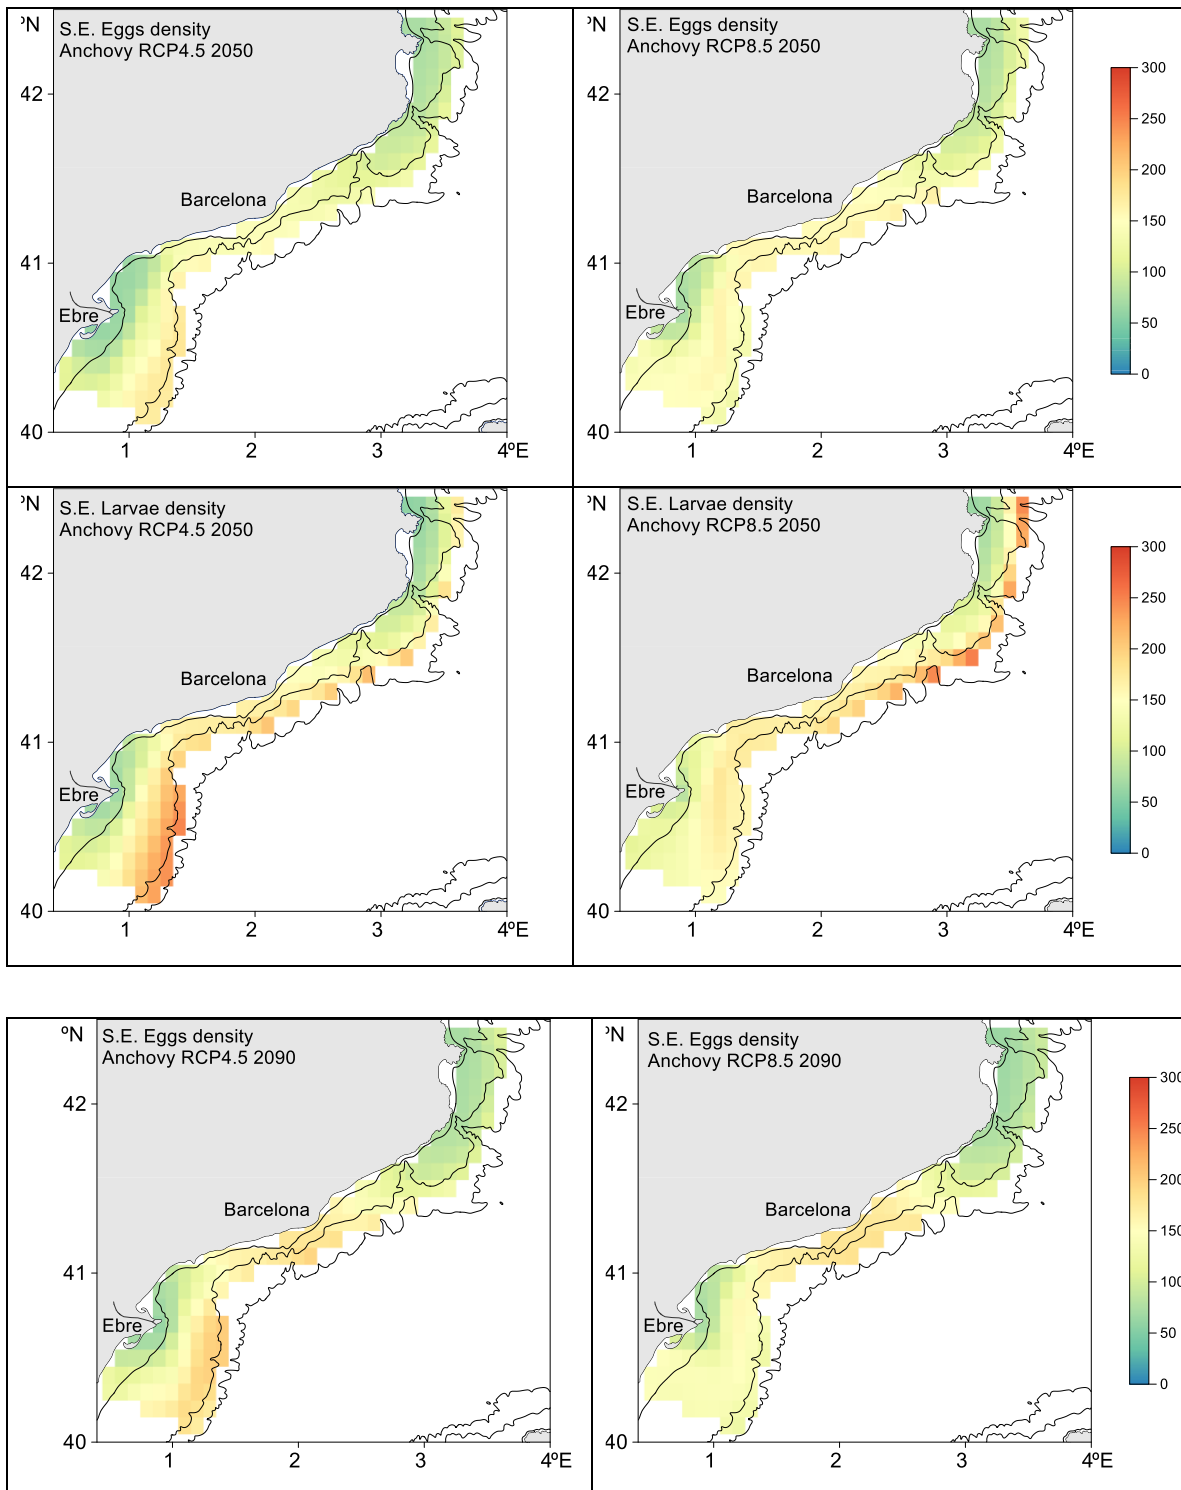 ºN
S.E. Eggs density
Anchovy RCP4.5 2050
42
Barcelona
41
Ebre
40
1
2
3
4ºE
ºN
S.E. Eggs density
Anchovy RCP8.5 2050
42
Barcelona
41
Ebre
40
1
2
3
4ºE
300
250
200
150
100
50
0
ºN
S.E. Larvae density
Anchovy RCP4.5 2050
42
Barcelona
41
Ebre
40
1
2
3
4ºE
ºN
S.E. Larvae density
Anchovy RCP8.5 2050
42
Barcelona
41
Ebre
40
1
2
3
4ºE
300
250
200
150
100
50
0
ºN
S.E. Eggs density
Anchovy RCP4.5 2090
42
Barcelona
41
Ebre
40
1
2
3
4ºE
ºN
S.E. Eggs density
Anchovy RCP8.5 2090
42
Barcelona
41
Ebre
40
1
2
3
4ºE
300
250
200
150
100
50
0